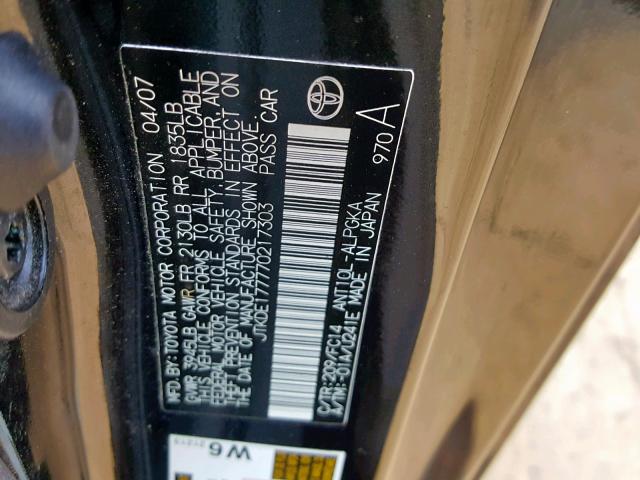 MFD.BY:TOYOTA MOTOR CORPORATION 04/07
GVWR 3945LB GAWR FR 2130LB RR 1835LB
THIS VEHICLE CONFORMS TO ALL APPLICABLE
FEDERAL MOTOR VEHICLE SAFETY, BUMPER, AND
THEFT PREVENTION STANDARDS IN EFFECT ON
THE DATE OF MANUFACTURE SHOWN ABOVE.
JTKDE177770217303 PASS CAR
C/TR:209/FC14 ANT10L-ALPGKA
A/TM:-01A/U241E MADE IN JAPAN
970 A
W6
21213